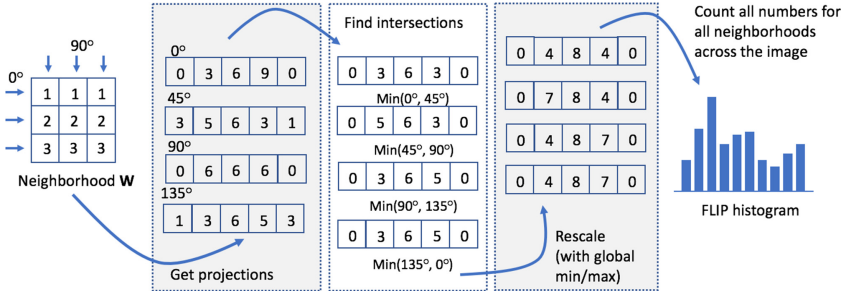 90°
0°
1 1 1
2 2 2
3 3 3
Neighborhood W
0°
0 3 6 9 0
45°
3 5 6 3 1
90°
0 6 6 6 0
135°
1 3 6 5 3
Get projections
Find intersections
0 3 6 3 0
Min(0°, 45°)
0 5 6 3 0
Min(45°, 90°)
0 3 6 5 0
Min(90°, 135°)
0 3 6 5 0
Min(135°, 0°)
0 4 8 4 0
0 7 8 4 0
0 4 8 7 0
0 4 8 7 0
Rescale
(with global
min/max)
Count all numbers for
all neighborhoods
across the image
FLIP histogram